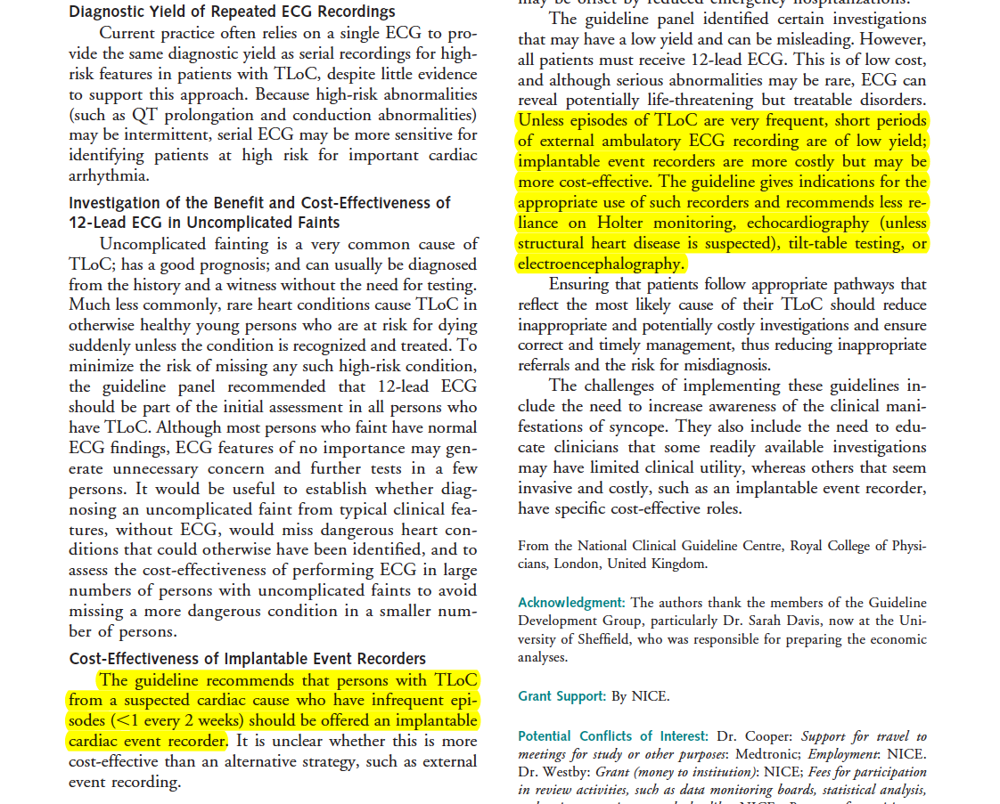 Diagnostic Yield of Repeated ECG Recordings
Current practice often relies on a single ECG to pro-
vide the same diagnostic yield as serial recordings for high-
risk features in patients with TLoC, despite little evidence
to support this approach. Because high-risk abnormalities
(such as QT prolongation and conduction abnormalities)
may be intermittent, serial ECG may be more sensitive for
identifying patients at high risk for important cardiac
arrhythmia.
Investigation of the Benefit and Cost-Effectiveness of
12-Lead ECG in Uncomplicated Faints
Uncomplicated fainting is a very common cause of
TLoC; has a good prognosis; and can usually be diagnosed
from the history and a witness without the need for testing.
Much less commonly, rare heart conditions cause TLoC in
otherwise healthy young persons who are at risk for dying
suddenly unless the condition is recognized and treated. To
minimize the risk of missing any such high-risk condition,
the guideline panel recommended that 12-lead ECG
should be part of the initial assessment in all persons who
have TLoC. Although most persons who faint have normal
ECG findings, ECG features of no importance may gen-
erate unnecessary concern and further tests in a few
persons. It would be useful to establish whether diag-
nosing an uncomplicated faint from typical clinical fea-
tures, without ECG, would miss dangerous heart con-
ditions that could otherwise have been identified, and to
assess the cost-effectiveness of performing ECG in large
numbers of persons with uncomplicated faints to avoid
missing a more dangerous condition in a smaller num-
ber of persons.
Cost-Effectiveness of Implantable Event Recorders
The guideline recommends that persons with TLoC
from a suspected cardiac cause who have infrequent epi-
sodes (<1 every 2 weeks) should be offered an implantable
cardiac event recorder. It is unclear whether this is more
cost-effective than an alternative strategy, such as external
event recording.
may be offset by reduced emergency hospitalizations.
The guideline panel identified certain investigations
that may have a low yield and can be misleading. However,
all patients must receive 12-lead ECG. This is of low cost,
and although serious abnormalities may be rare, ECG can
reveal potentially life-threatening but treatable disorders.
Unless episodes of TLoC are very frequent, short periods
of external ambulatory ECG recording are of low yield;
implantable event recorders are more costly but may be
more cost-effective. The guideline gives indications for the
appropriate use of such recorders and recommends less re-
liance on Holter monitoring, echocardiography (unless
structural heart disease is suspected), tilt-table testing, or
electroencephalography.
Ensuring that patients follow appropriate pathways that
reflect the most likely cause of their TLoC should reduce
inappropriate and potentially costly investigations and ensure
correct and timely management, thus reducing inappropriate
referrals and the risk for misdiagnosis.
The challenges of implementing these guidelines in-
clude the need to increase awareness of the clinical mani-
festations of syncope. They also include the need to edu-
cate clinicians that some readily available investigations
may have limited clinical utility, whereas others that seem
invasive and costly, such as an implantable event recorder,
have specific cost-effective roles.
From the National Clinical Guideline Centre, Royal College of Physi-
cians, London, United Kingdom.
Acknowledgment: The authors thank the members of the Guideline
Development Group, particularly Dr. Sarah Davis, now at the Uni-
versity of Sheffield, who was responsible for preparing the economic
analyses.
Grant Support: By NICE.
Potential Conflicts of Interest: Dr. Cooper: Support for travel to
meetings for study or other purposes: Medtronic; Employment: NICE.
Dr. Westby: Grant (money to institution): NICE; Fees for participation
in review activities, such as data monitoring boards, statistical analysis,